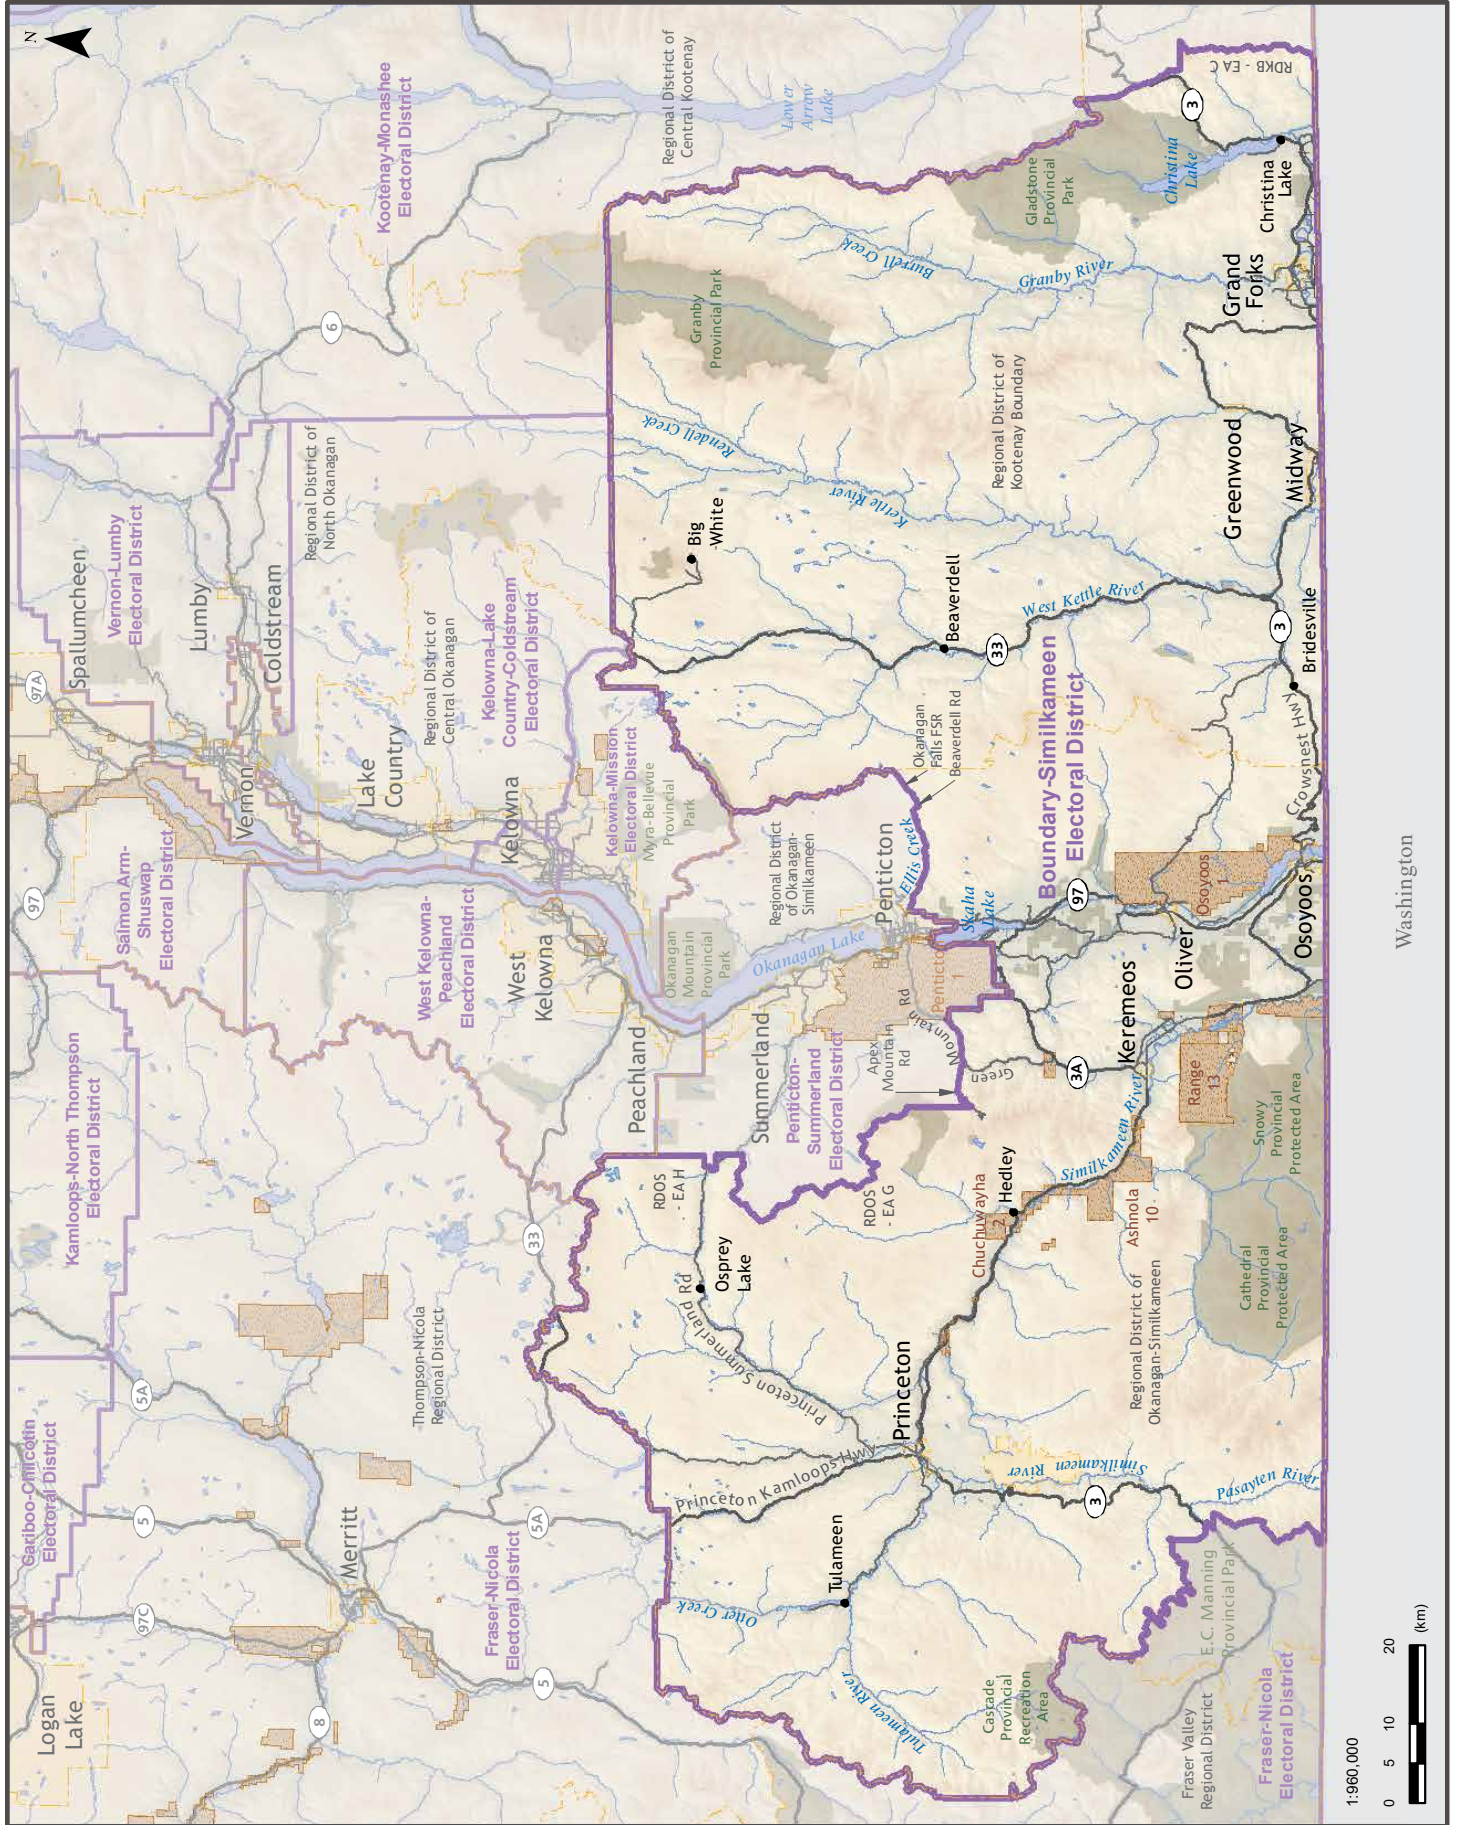 N
Kootenay-Monashee
Electoral District
Regional District of
Central Kootenay
Lower
Arrow
Lake
RDKB - EA C
3
Christina
Lake
Christina
Lake
Gladstone
Provincial
Park
Burrell Creek
Granby River
Grand
Forks
Granby
Provincial Park
6
Regional District of
Kootenay Boundary
Rendell Creek
Kettle River
Greenwood
Midway
Big
White
Beaverdell
33
West Kettle River
3
Bridesville
Crowsnest Hwy
Spallumcheen
Vernon-Lumby
Electoral District
Lumby
Coldstream
Regional District of
North Okanagan
Regional District of
Central Okanagan
Kelowna-Lake
Country-Coldstream
Electoral District
97A
Vernon
Lake
Country
Kelowna
Kelowna-Mission
Electoral District
Myra-Bellevue
Provincial
Park
Okanagan
Falls FSR
Beaverdell Rd
Boundary-Similkameen
Electoral District
97
Salmon Arm-
Shuswap
Electoral District
West Kelowna-
Peachland
Electoral District
West
Kelowna
Okanagan
Mountain
Provincial
Park
Okanagan Lake
Regional District
of Okanagan-
Similkameen
Penticton
Ellis Creek
Skaha
Lake
97
Osoyoos
1
Osoyoos
Oliver
Keremeos
Penticton
1
Green
Mountain
Rd
Apex
Mountain
Rd
3A
Range
13
Snowy
Provincial
Protected Area
Similkameen River
Kamloops-North Thompson
Electoral District
Peachland
Summerland
Penticton-
Summerland
Electoral District
RDOS
- EA H
RDOS
- EA G
Chuchuwayha
2
Hedley
Ashnola
10
Cathedral
Provincial
Protected Area
33
Osprey
Lake
Princeton Summerland Rd
Thompson-Nicola
Regional District
Princeton
Regional District of
Okanagan-Similkameen
Cariboo-Chilcotin
Electoral District
5A
5
97C
Merritt
5A
Fraser-Nicola
Electoral District
5
8
Logan
Lake
Princeton Kamloops Hwy
Otter Creek
Tulameen
Tulameen River
Similkameen River
3
Pasayten River
E.C. Manning
Provincial Park
Cascade
Provincial
Recreation
Area
Fraser Valley
Regional District
Fraser-Nicola
Electoral District
Washington
1:960,000
0 5 10 20
(km)